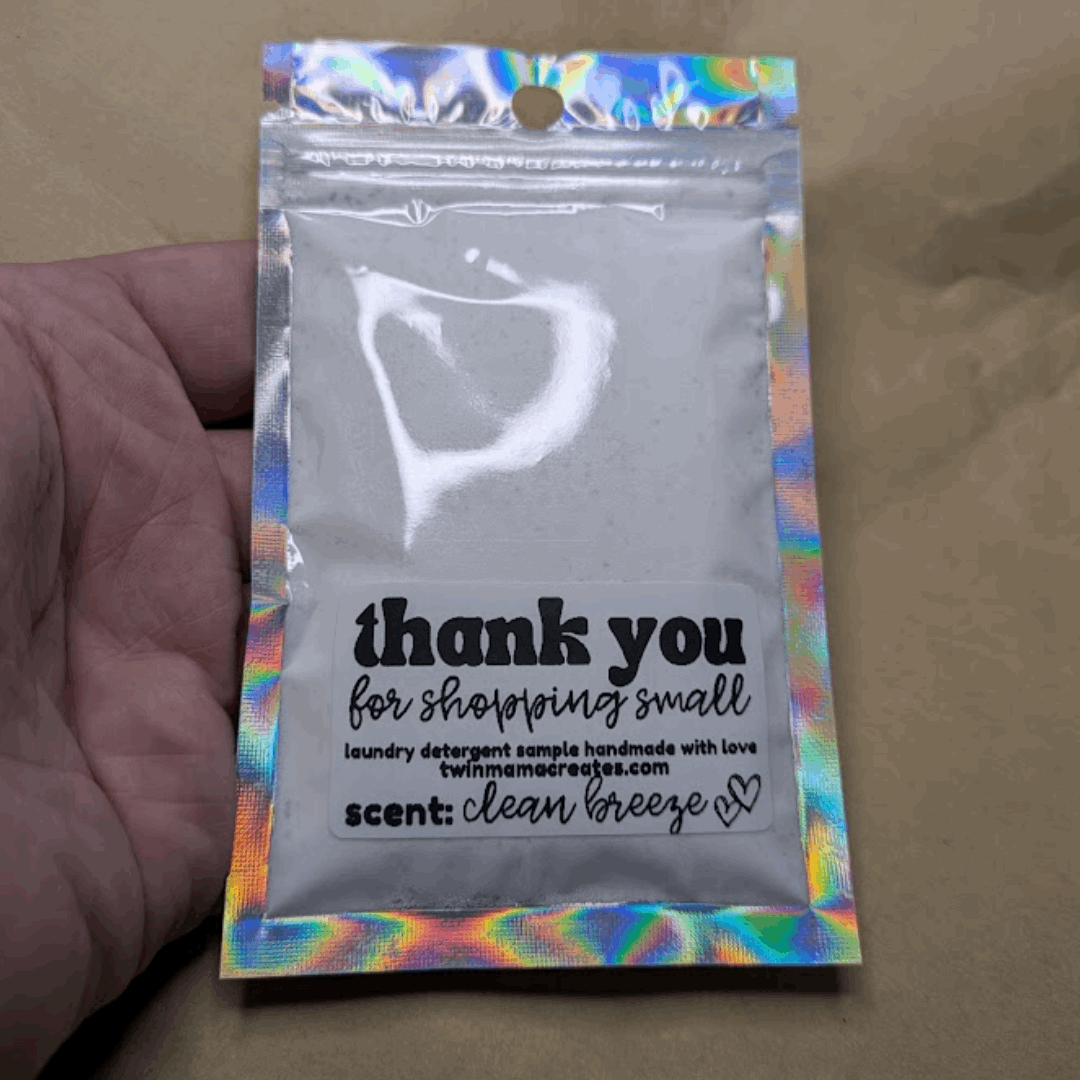 thank you
for shopping small
laundry detergent sample handmade with love
twinmamacreates.com
scent: clean breeze